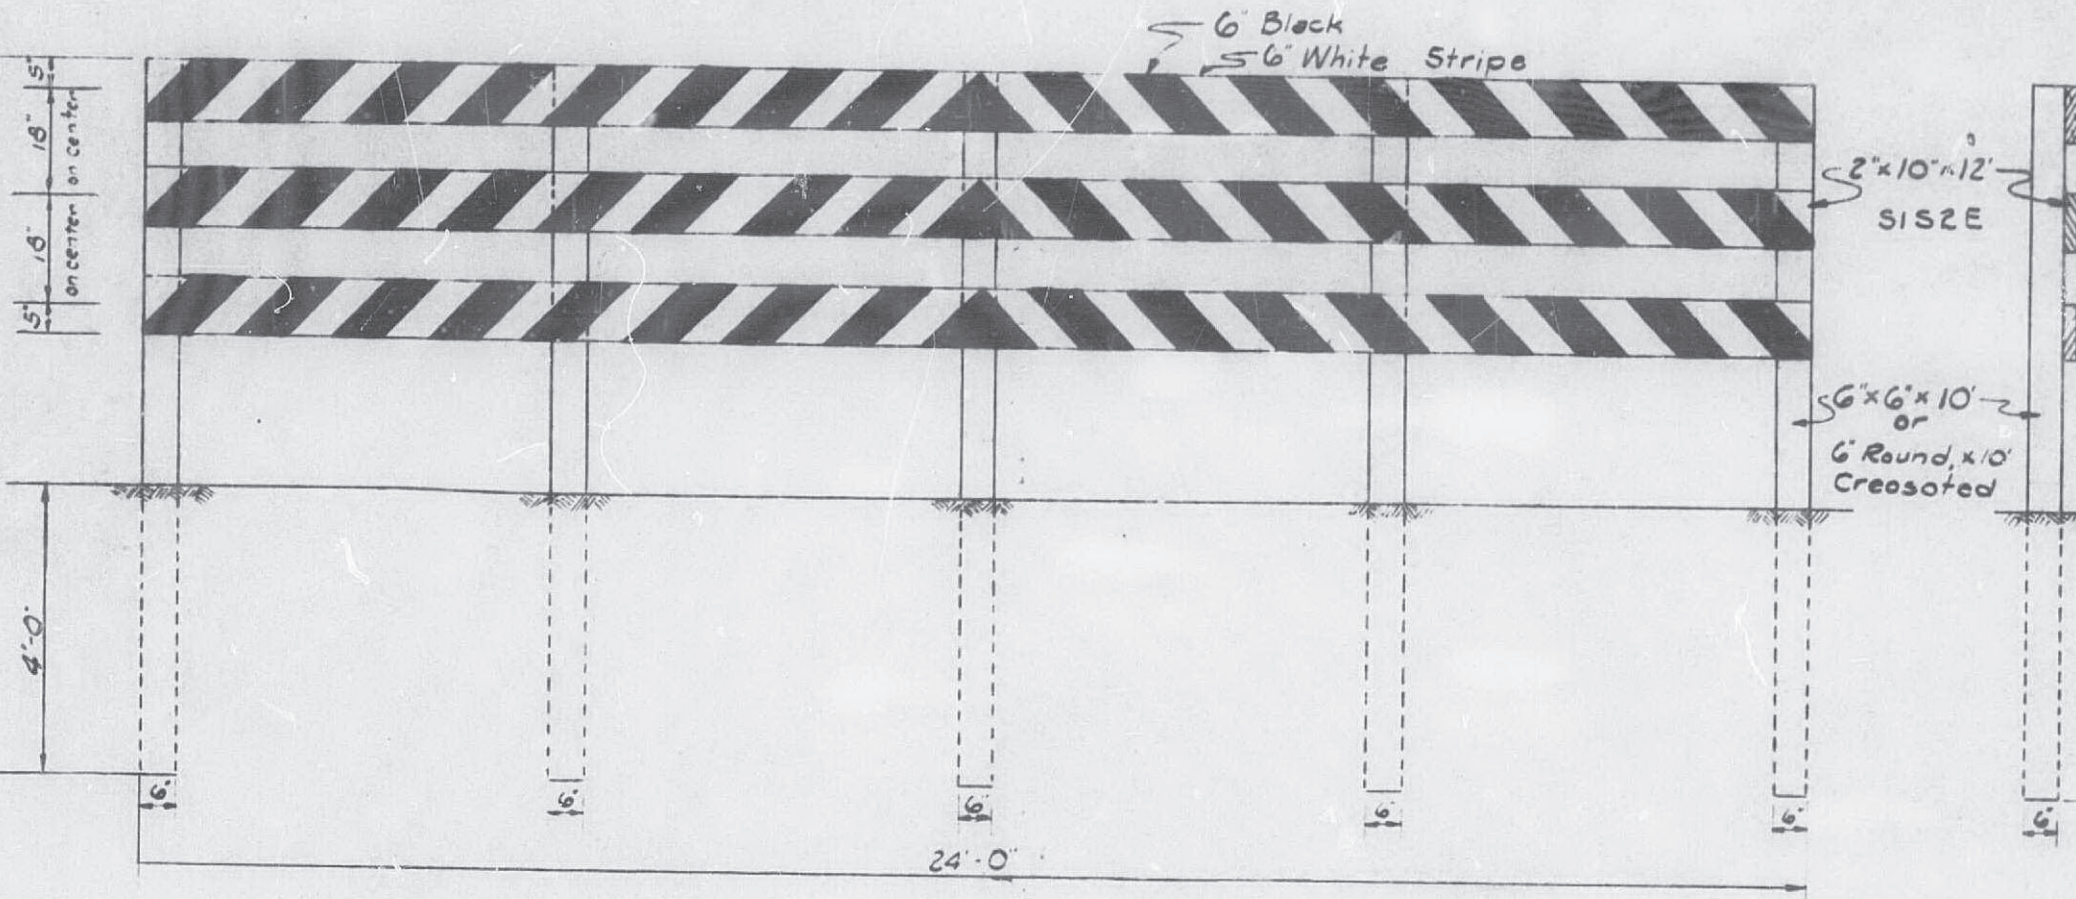 6" Black
6" White Stripe
5"
18"
on center
18"
on center
5"
2"x10"x12'
S1S2E
6"x6"x10'
or
6" Round, x10'
Creosoted
4'-0"
6"
6"
6"
6"
6"
6"
24'-0"